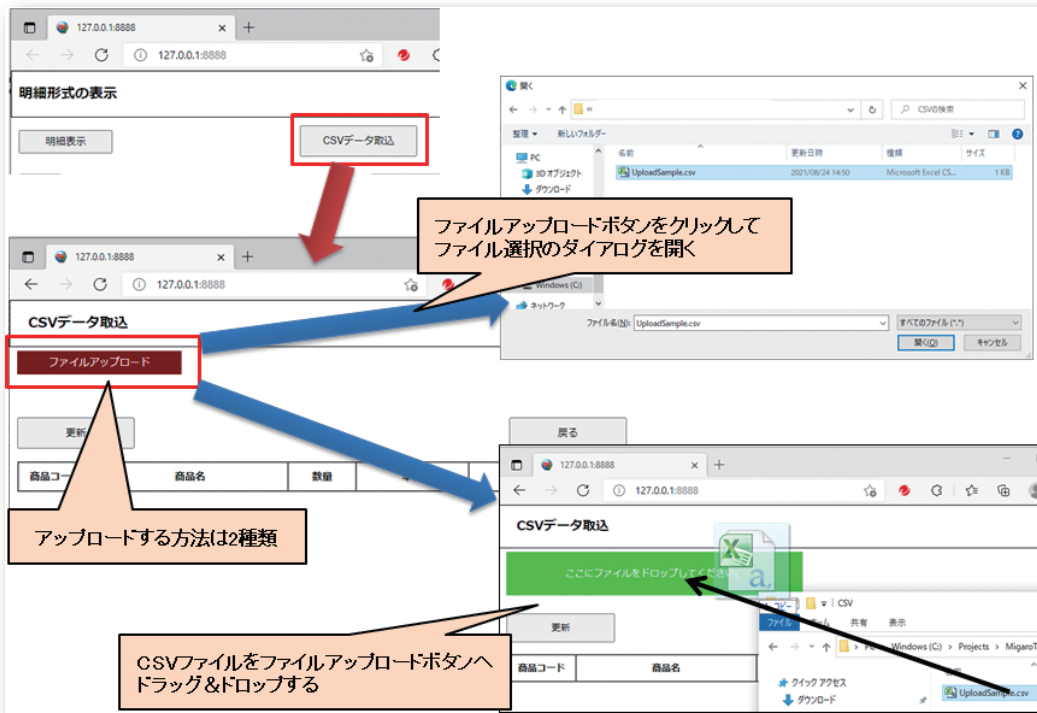 127.0.0.1:8888
127.0.0.1:8888
明細形式の表示
明細表示
CSVデータ取込
開く
«
CSVの検索
整理
新しいフォルダー
PC
3D オブジェクト
ダウンロード
Windows (C:)
ネットワーク
名前
更新日時
種類
サイズ
UploadSample.csv
2021/08/24 14:50
Microsoft Excel CS...
1 KB
ファイル名(N):
UploadSample.csv
すべてのファイル (*.*)
開く(O)
キャンセル
ファイルアップロードボタンをクリックして
ファイル選択のダイアログを開く
127.0.0.1:8888
127.0.0.1:8888
CSVデータ取込
ファイルアップロード
更新
戻る
商品コー
商品名
数量
アップロードする方法は2種類
127.0.0.1:8888
127.0.0.1:8888
CSVデータ取込
ここにファイルをドロップしてください。
a,
コピー
更新
商品コード
商品名
CSV
ファイル
ホーム
共有
表示
Windows (C:) › Projects › MigaroT
クイック アクセス
ダウンロード
UploadSample.csv
CSVファイルをファイルアップロードボタンへ
ドラッグ&ドロップする